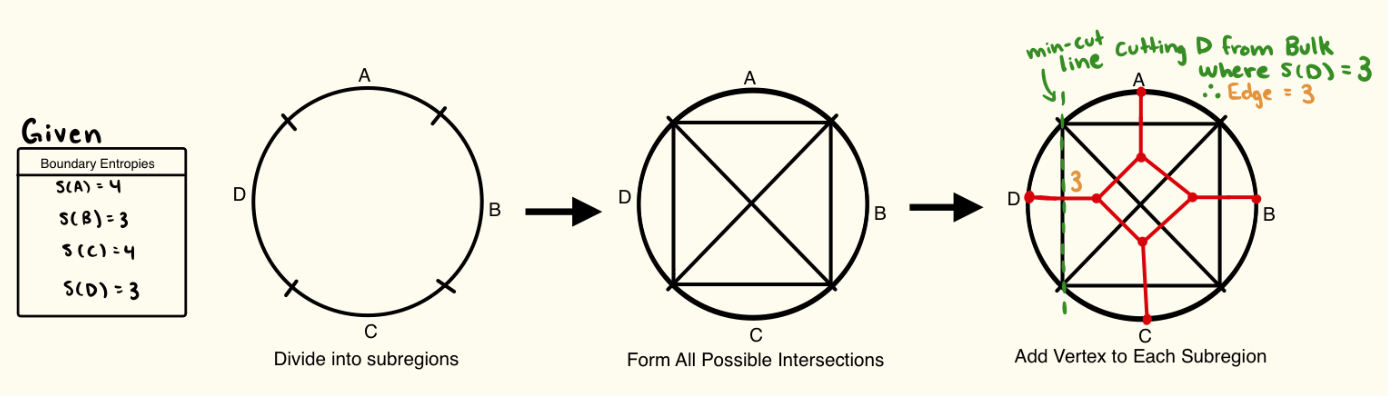 Given
Boundary Entropies
S(A) = 4
S(B) = 3
S(C) = 4
S(D) = 3
A
D
B
C
Divide into subregions
A
D
B
C
Form All Possible Intersections
min-cut
line
Cutting D from Bulk
where S(D) = 3
∴ Edge = 3
A
3
D
B
C
Add Vertex to Each Subregion